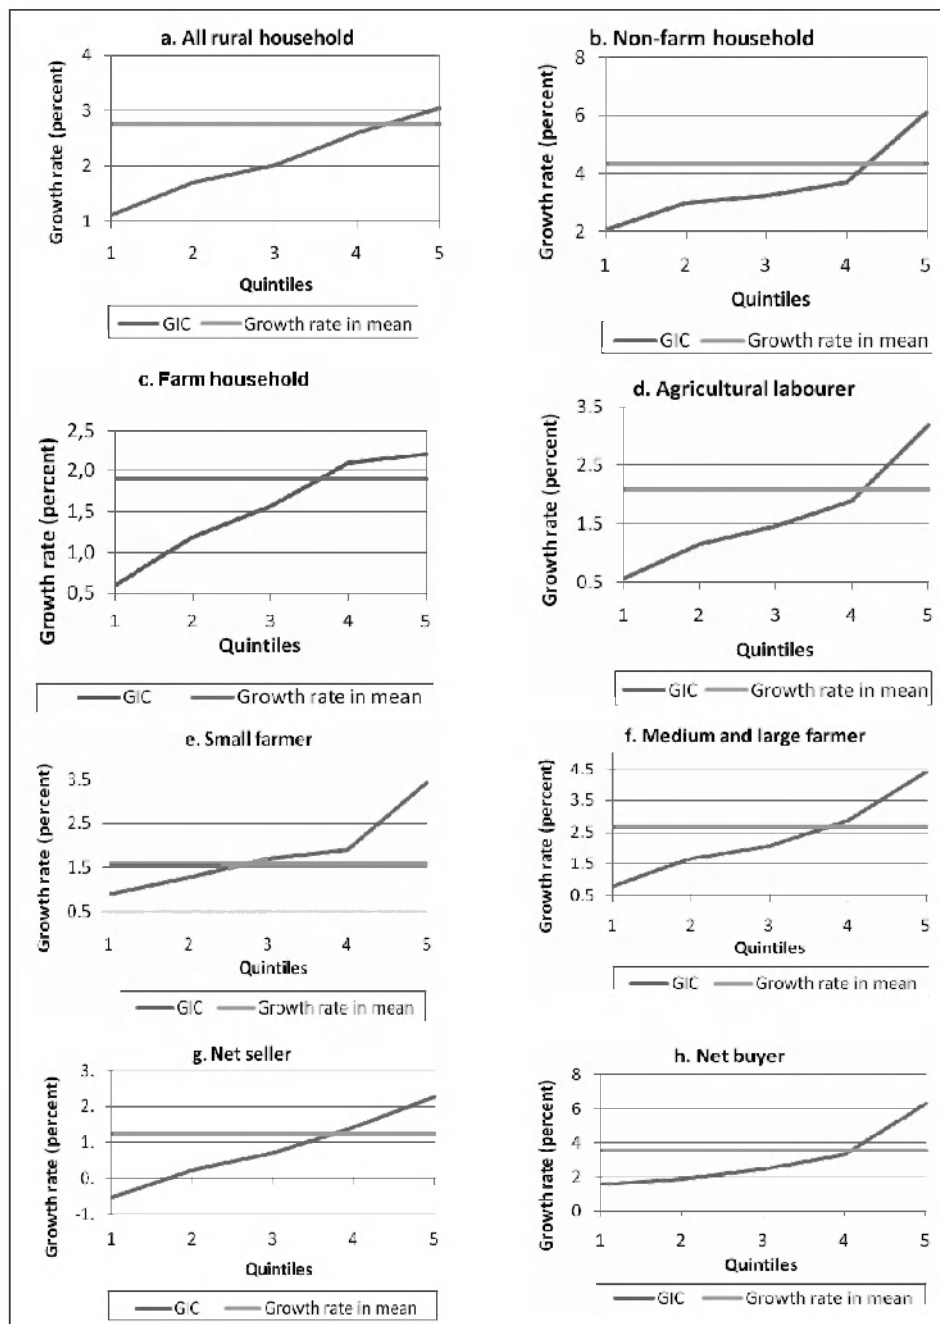 a. All rural household
Growth rate (percent)
4
3
2
1
1 2 3 4 5
Quintiles
GIC Growth rate in mean
b. Non-farm household
Growth rate (percent)
8
6
4
2
1 2 3 4 5
Quintiles
GIC Growth rate in mean
c. Farm household
Growth rate (percent)
2,5
2,0
1,5
1,0
0,5
1 2 3 4 5
Quintiles
GIC Growth rate in mean
d. Agricultural labourer
Growth rate (percent)
3.5
2.5
1.5
0.5
1 2 3 4 5
Quintiles
GIC Growth rate in mean
e. Small farmer
Growth rate (percent)
3.5
2.5
1.5
0.5
1 2 3 4 5
Quintiles
GIC Growth rate in mean
f. Medium and large farmer
Growth rate (percent)
4.5
3.5
2.5
1.5
0.5
1 2 3 4 5
Quintiles
GIC Growth rate in mean
g. Net seller
Growth rate (percent)
3.
2.
1.
0.
-1.
1 2 3 4 5
Quintiles
GIC Growth rate in mean
h. Net buyer
Growth rate (percent)
8
6
4
2
0
1 2 3 4 5
Quintiles
GIC Growth rate in mean